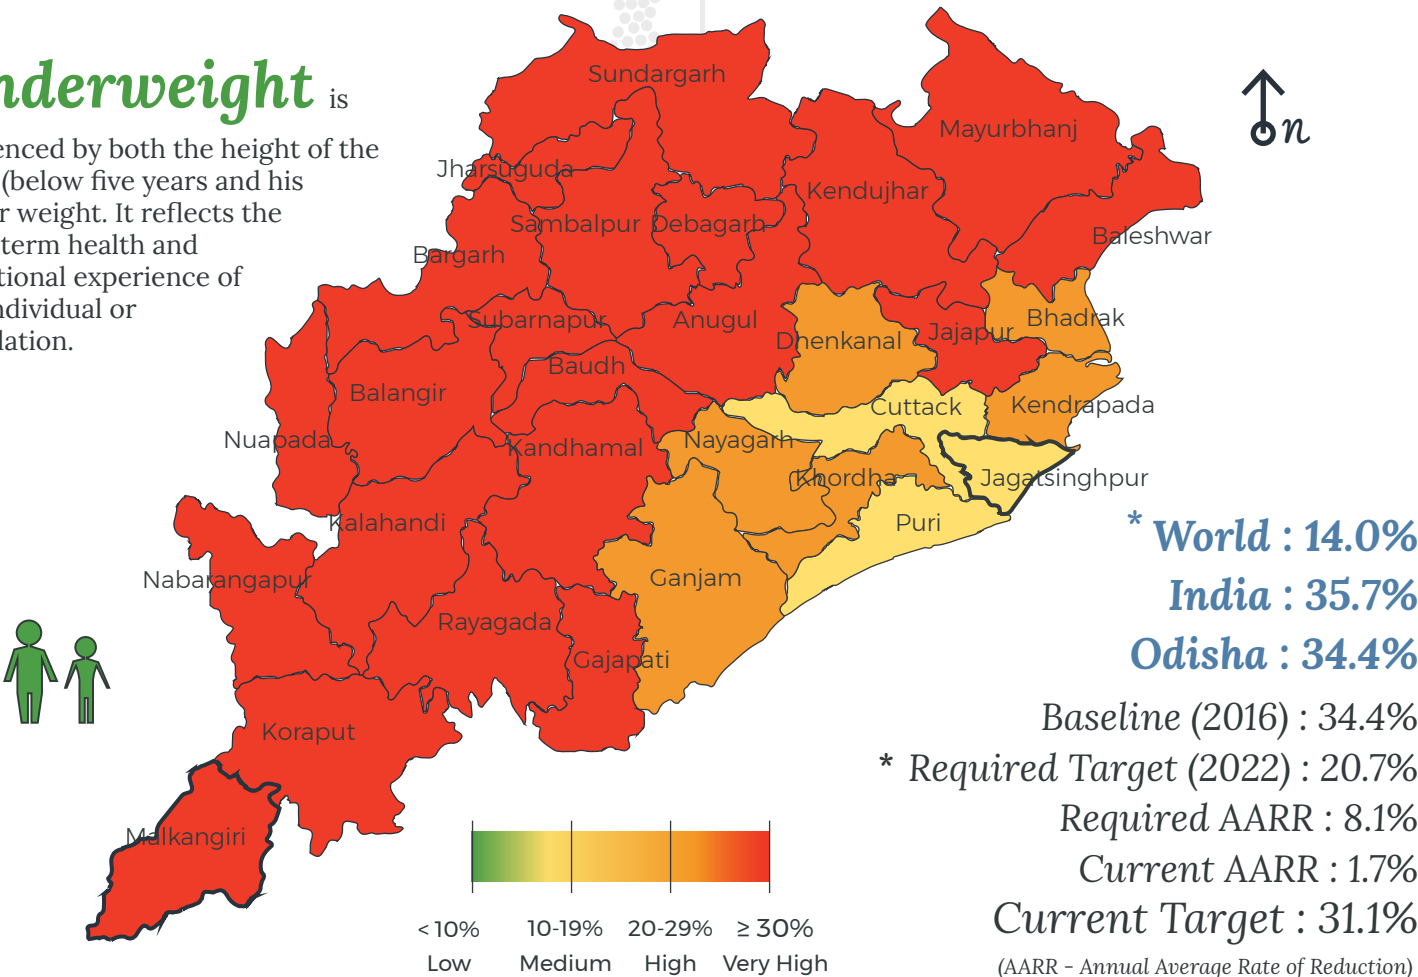 nderweight is
enced by both the height of the
(below five years and his
r weight. It reflects the
term health and
tional experience of
ndividual or
lation.
n
Sundargarh
Mayurbhanj
Jharsuguda
Kendujhar
Sambalpur
Debagarh
Baleshwar
Bargarh
Subarnapur
Anugul
Bhadrak
Jajapur
Dhenkanal
Baudh
Balangir
Cuttack
Kendrapada
Nuapada
Nayagarh
Kandhamal
Khordha
Jagatsinghpur
Kalahandi
Puri
Nabarangapur
Ganjam
Rayagada
Gajapati
Koraput
Malkangiri
* World : 14.0%
India : 35.7%
Odisha : 34.4%
Baseline (2016) : 34.4%
* Required Target (2022) : 20.7%
Required AARR : 8.1%
Current AARR : 1.7%
Current Target : 31.1%
(AARR - Annual Average Rate of Reduction)
<10% 10-19% 20-29% ≥ 30%
Low Medium High Very High